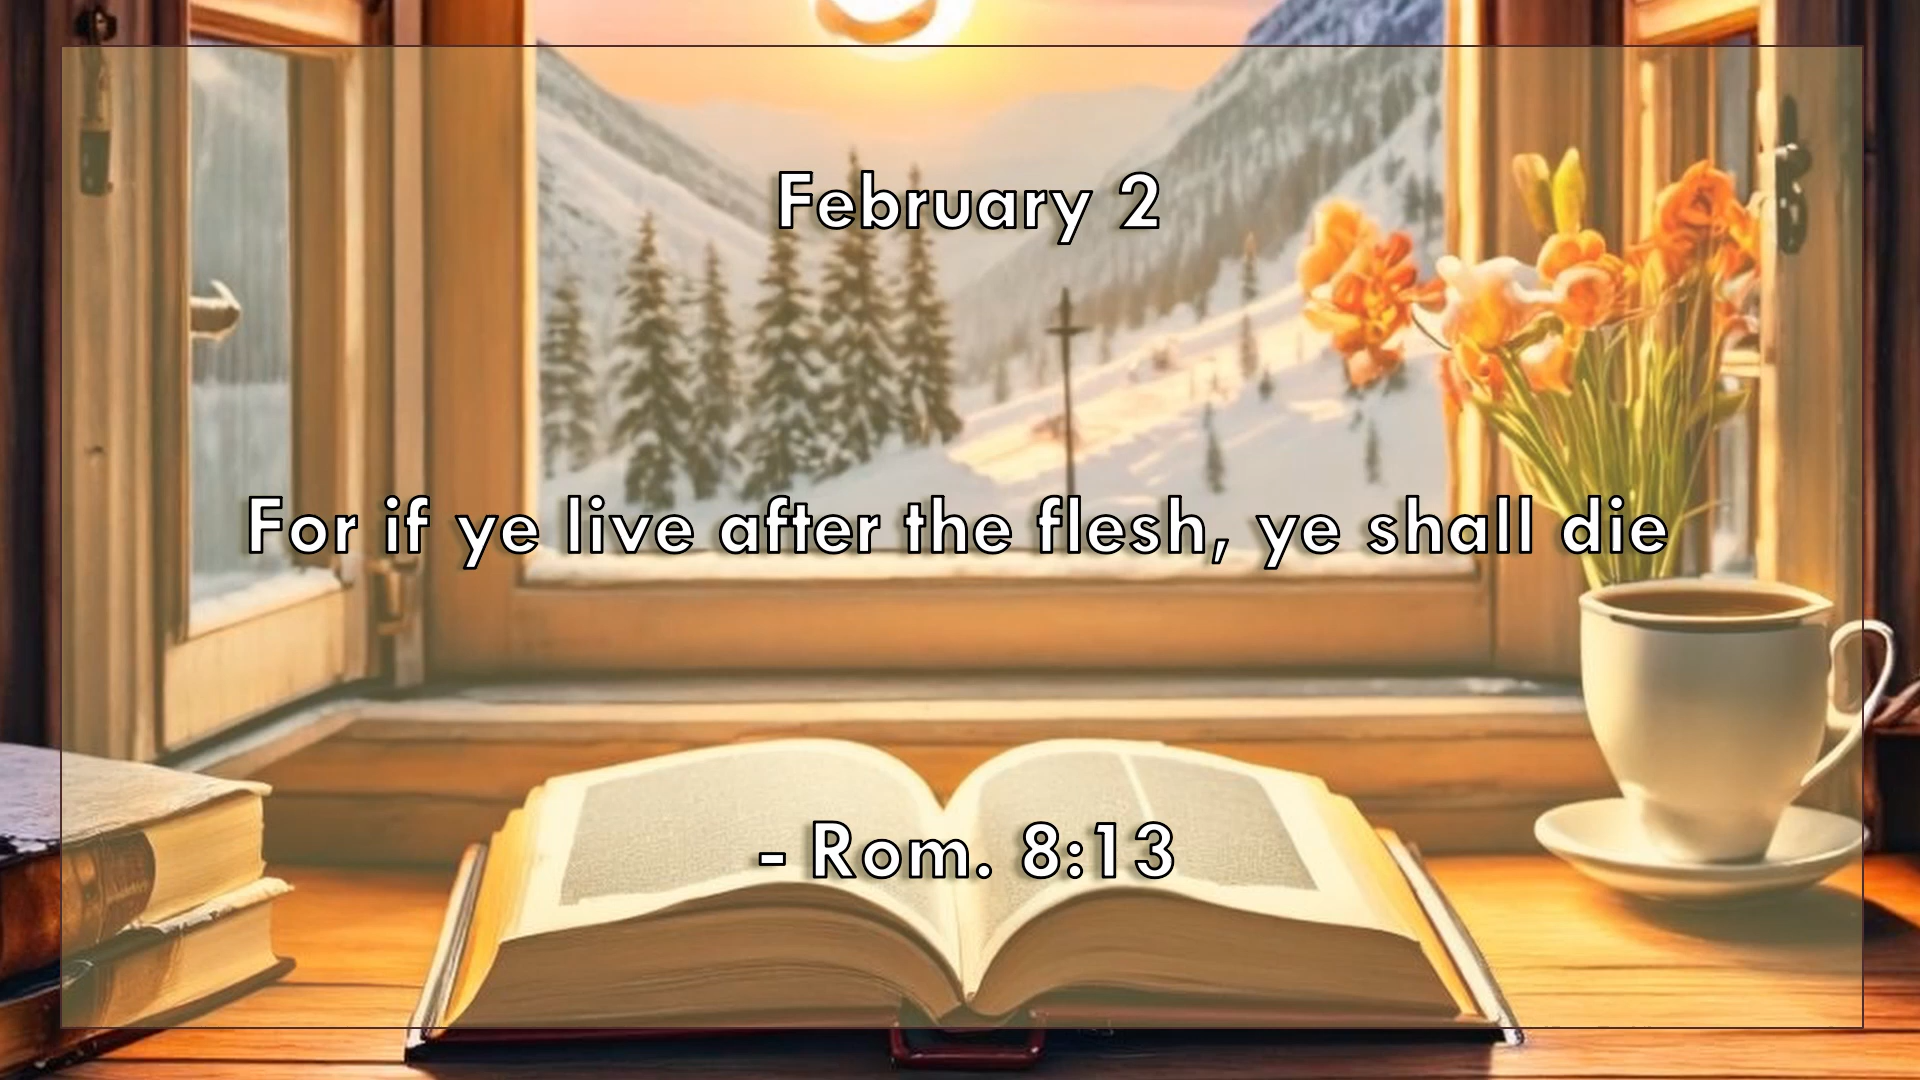 February 2
For if ye live after the flesh, ye shall die
- Rom. 8:13